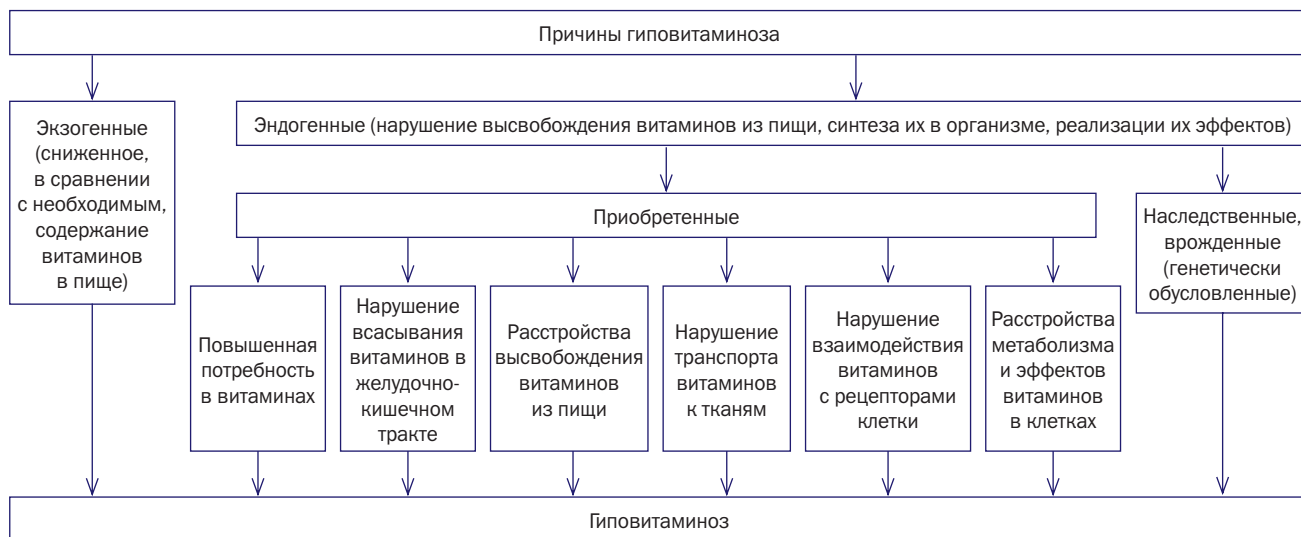 Причины гиповитаминоза
Экзогенные
(сниженное,
в сравнении
с необходимым,
содержание
витаминов
в пище)
Эндогенные (нарушение высвобождения витаминов из пищи, синтеза их в организме, реализации их эффектов)
Приобретенные
Наследственные,
врожденные
(генетически
обусловленные)
Повышенная
потребность
в витаминах
Нарушение
всасывания
витаминов в
желудочно-
кишечном
тракте
Расстройства
высвобождения
витаминов
из пищи
Нарушение
транспорта
витаминов
к тканям
Нарушение
взаимодействия
витаминов
с рецепторами
клетки
Расстройства
метаболизма
и эффектов
витаминов
в клетках
Гиповитаминоз